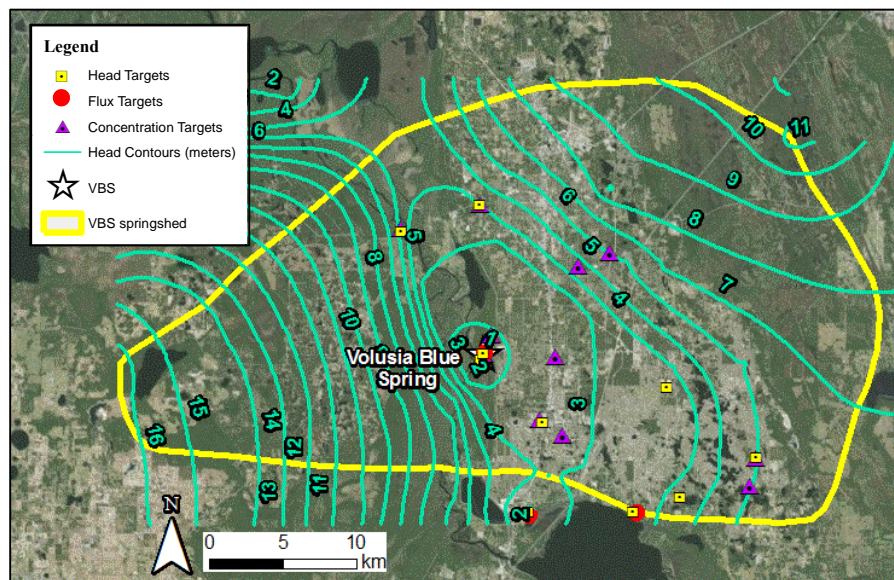 Legend
Head Targets
Flux Targets
Concentration Targets
Head Contours (meters)
VBS
VBS springshed
2
4
6
10
11
9
6
8
5
5
8
4
7
10
1
3
2
Volusia Blue
Spring
3
15
14
4
16
12
13
11
2
N
0 5 10
km